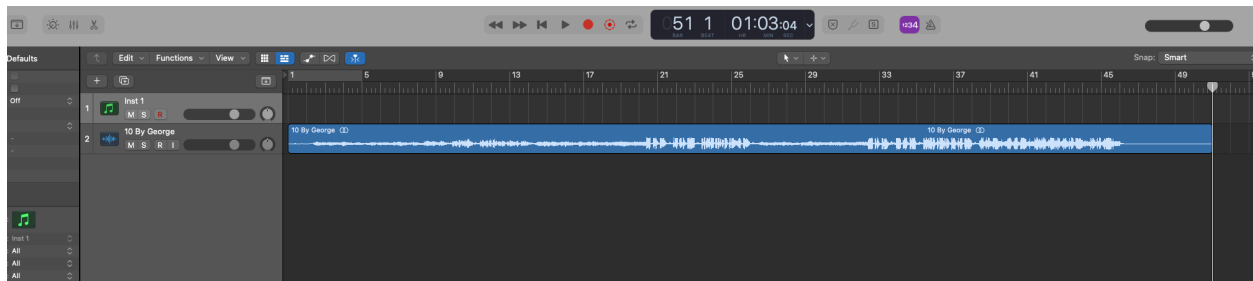 51 1 01:03:04
BAR BEAT HR MIN SEC
S
1234
Defaults
Edit Functions View
Snap: Smart
1 5 9 13 17 21 25 29 33 37 41 45 49
Off
1 Inst 1
M S R
2 10 By George
M S R I
10 By George 10 By George
Inst 1
All
All
All